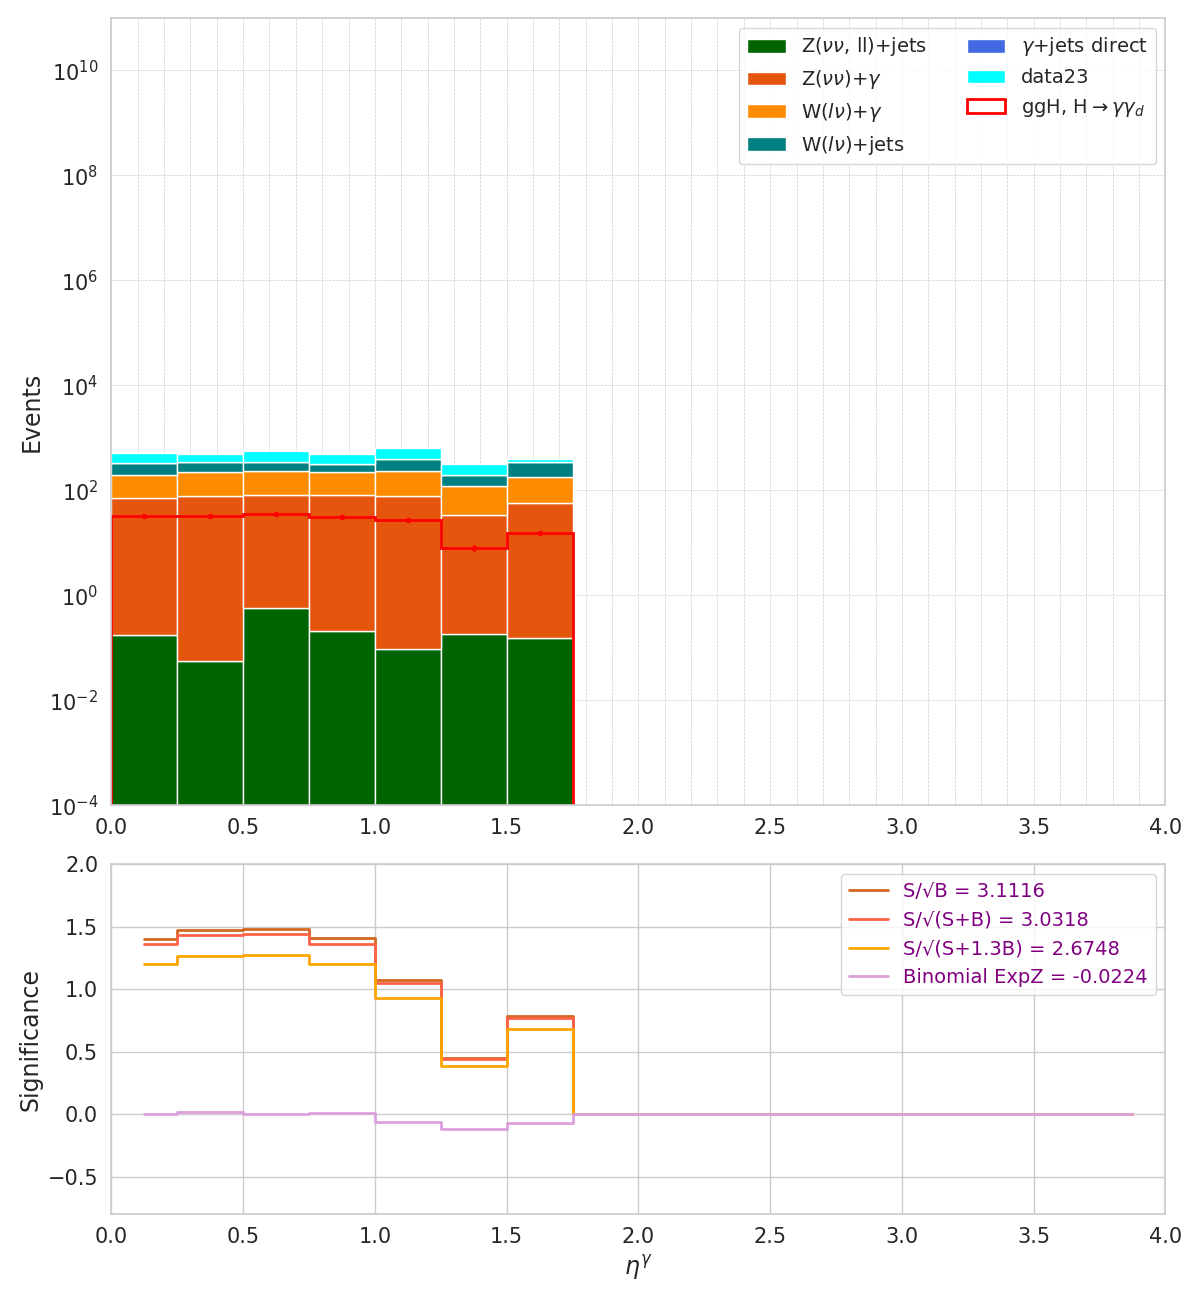 Z(νν, ll)+jets
Z(νν)+γ
W(lν)+γ
W(lν)+jets
γ+jets direct
data23
ggH, H→γγ_d
10^10
10^8
10^6
10^4
10^2
10^0
10^−2
10^−4
Events
0.0 0.5 1.0 1.5 2.0 2.5 3.0 3.5 4.0
S/√B = 3.1116
S/√(S+B) = 3.0318
S/√(S+1.3B) = 2.6748
Binomial ExpZ = -0.0224
2.0
1.5
1.0
0.5
0.0
−0.5
Significance
0.0 0.5 1.0 1.5 2.0 2.5 3.0 3.5 4.0
η^γ